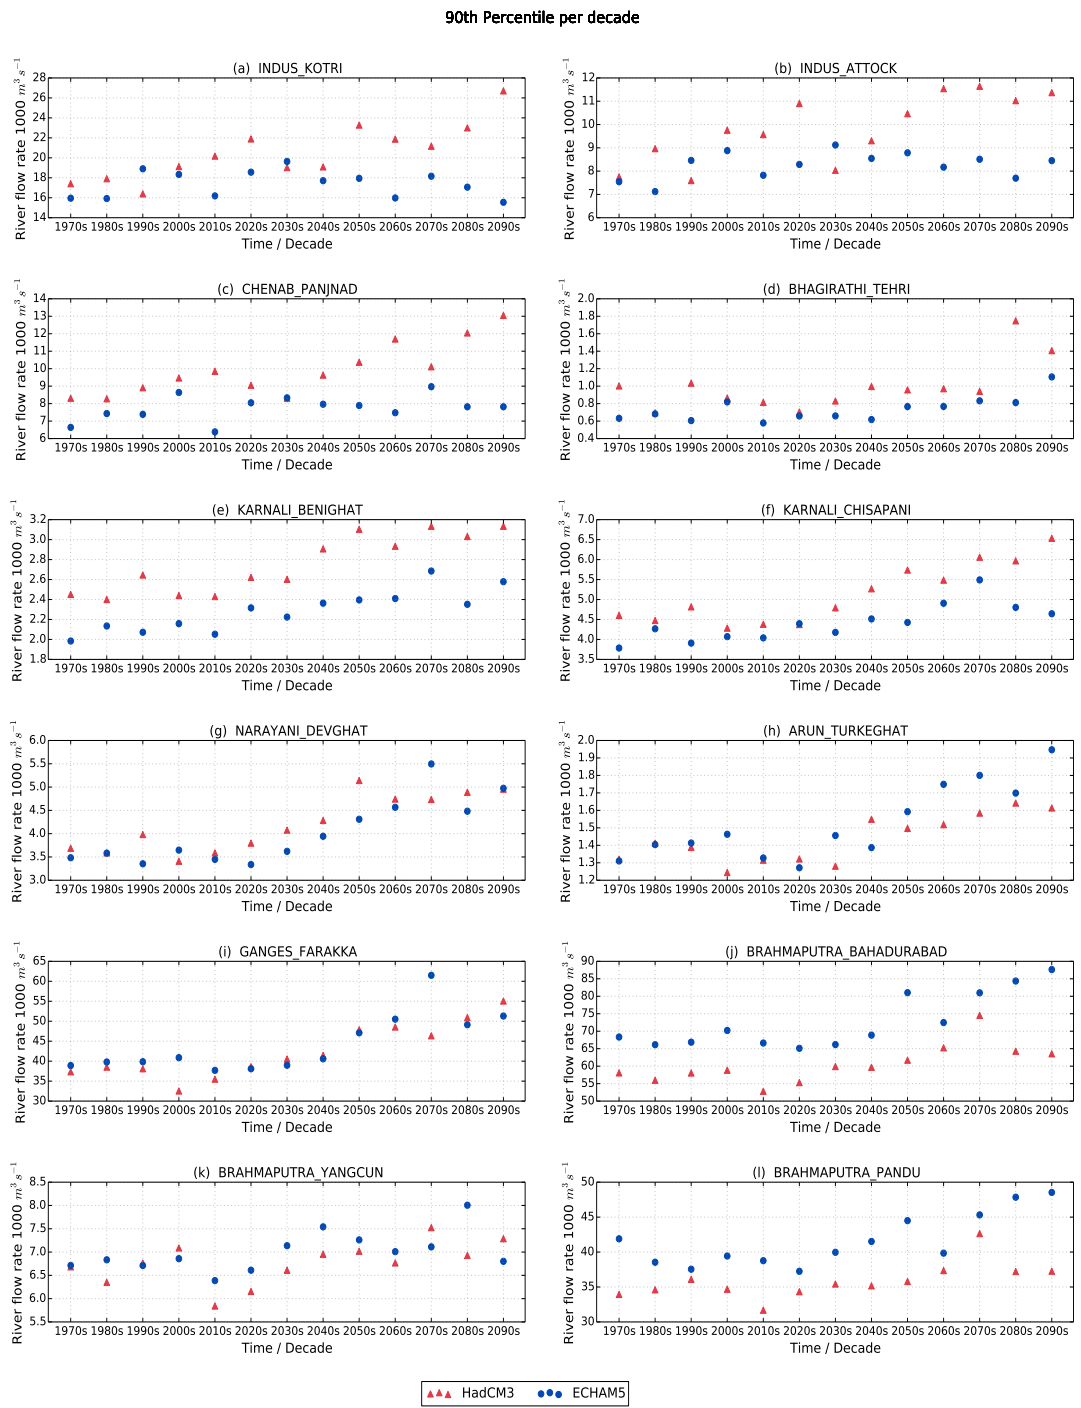 90th Percentile per decade
(a) INDUS_KOTRI
River flow rate 1000 m³ s⁻¹
28
26
24
22
20
18
16
14
1970s 1980s 1990s 2000s 2010s 2020s 2030s 2040s 2050s 2060s 2070s 2080s 2090s
Time / Decade
(b) INDUS_ATTOCK
River flow rate 1000 m³ s⁻¹
12
11
10
9
8
7
6
1970s 1980s 1990s 2000s 2010s 2020s 2030s 2040s 2050s 2060s 2070s 2080s 2090s
Time / Decade
(c) CHENAB_PANJNAD
River flow rate 1000 m³ s⁻¹
14
13
12
11
10
9
8
7
6
1970s 1980s 1990s 2000s 2010s 2020s 2030s 2040s 2050s 2060s 2070s 2080s 2090s
Time / Decade
(d) BHAGIRATHI_TEHRI
River flow rate 1000 m³ s⁻¹
2.0
1.8
1.6
1.4
1.2
1.0
0.8
0.6
0.4
1970s 1980s 1990s 2000s 2010s 2020s 2030s 2040s 2050s 2060s 2070s 2080s 2090s
Time / Decade
(e) KARNALI_BENIGHAT
River flow rate 1000 m³ s⁻¹
3.2
3.0
2.8
2.6
2.4
2.2
2.0
1.8
1970s 1980s 1990s 2000s 2010s 2020s 2030s 2040s 2050s 2060s 2070s 2080s 2090s
Time / Decade
(f) KARNALI_CHISAPANI
River flow rate 1000 m³ s⁻¹
7.0
6.5
6.0
5.5
5.0
4.5
4.0
3.5
1970s 1980s 1990s 2000s 2010s 2020s 2030s 2040s 2050s 2060s 2070s 2080s 2090s
Time / Decade
(g) NARAYANI_DEVGHAT
River flow rate 1000 m³ s⁻¹
6.0
5.5
5.0
4.5
4.0
3.5
3.0
1970s 1980s 1990s 2000s 2010s 2020s 2030s 2040s 2050s 2060s 2070s 2080s 2090s
Time / Decade
(h) ARUN_TURKEGHAT
River flow rate 1000 m³ s⁻¹
2.0
1.9
1.8
1.7
1.6
1.5
1.4
1.3
1.2
1970s 1980s 1990s 2000s 2010s 2020s 2030s 2040s 2050s 2060s 2070s 2080s 2090s
Time / Decade
(i) GANGES_FARAKKA
River flow rate 1000 m³ s⁻¹
65
60
55
50
45
40
35
30
1970s 1980s 1990s 2000s 2010s 2020s 2030s 2040s 2050s 2060s 2070s 2080s 2090s
Time / Decade
(j) BRAHMAPUTRA_BAHADURABAD
River flow rate 1000 m³ s⁻¹
90
85
80
75
70
65
60
55
50
1970s 1980s 1990s 2000s 2010s 2020s 2030s 2040s 2050s 2060s 2070s 2080s 2090s
Time / Decade
(k) BRAHMAPUTRA_YANGCUN
River flow rate 1000 m³ s⁻¹
8.5
8.0
7.5
7.0
6.5
6.0
5.5
1970s 1980s 1990s 2000s 2010s 2020s 2030s 2040s 2050s 2060s 2070s 2080s 2090s
Time / Decade
(l) BRAHMAPUTRA_PANDU
River flow rate 1000 m³ s⁻¹
50
45
40
35
30
1970s 1980s 1990s 2000s 2010s 2020s 2030s 2040s 2050s 2060s 2070s 2080s 2090s
Time / Decade
HadCM3 ECHAM5